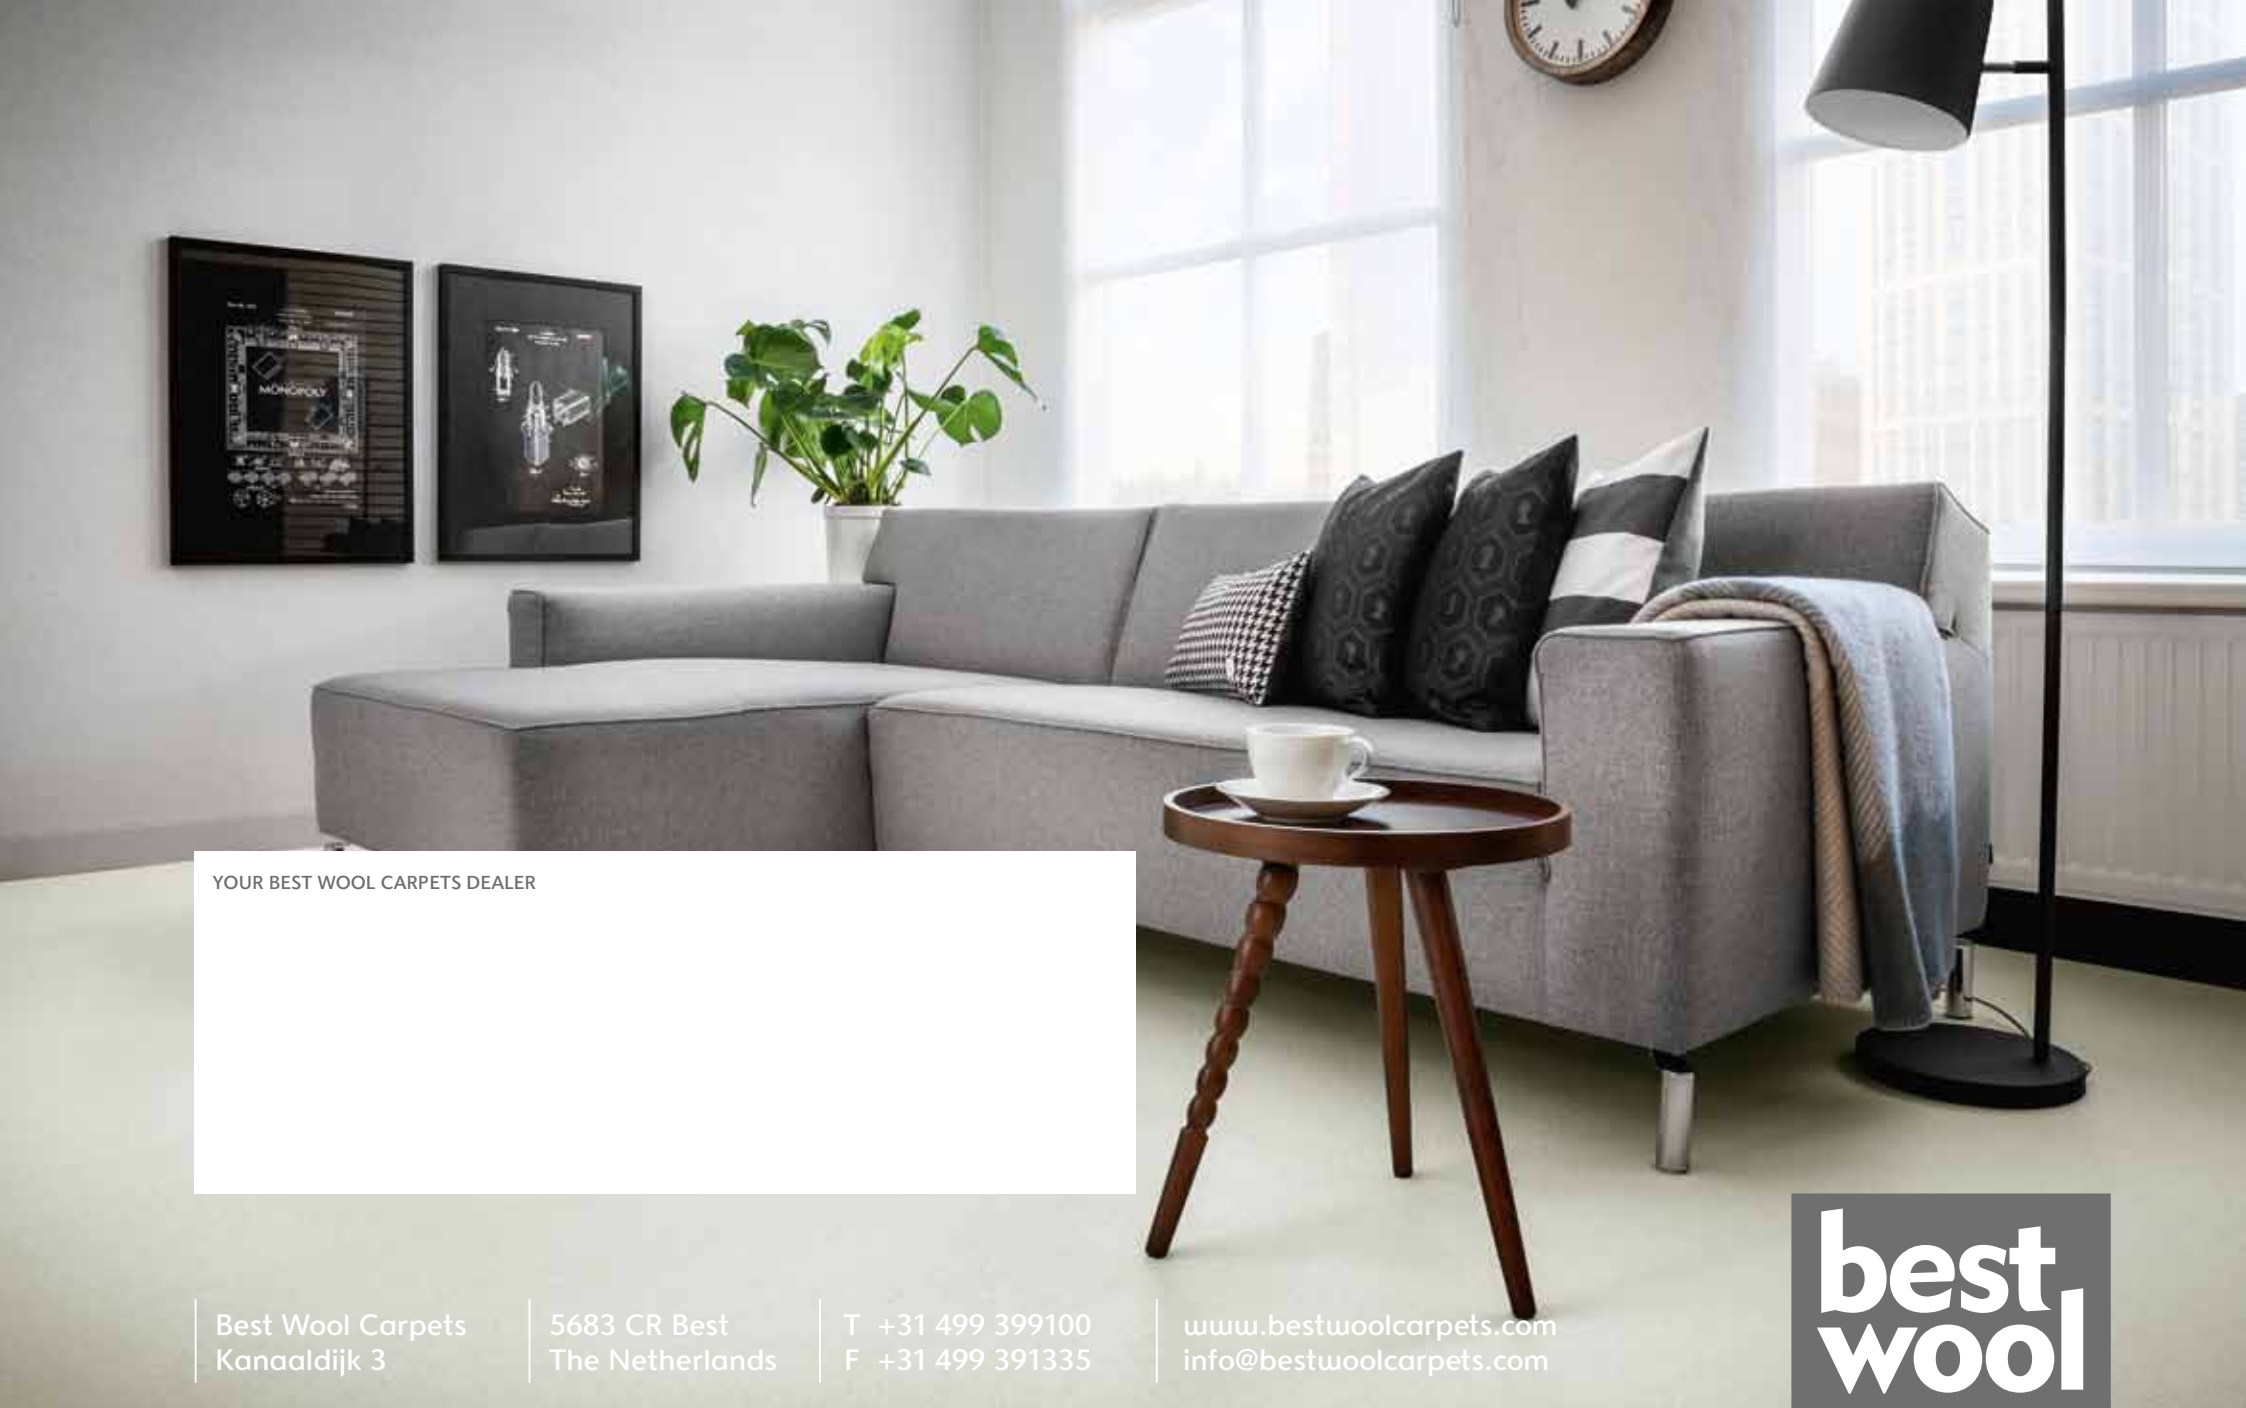 MONOPOLY
YOUR BEST WOOL CARPETS DEALER
Best Wool Carpets
Kanaaldijk 3
5683 CR Best
The Netherlands
T +31 499 399100
F +31 499 391335
www.bestwoolcarpets.com
info@bestwoolcarpets.com
best
wool